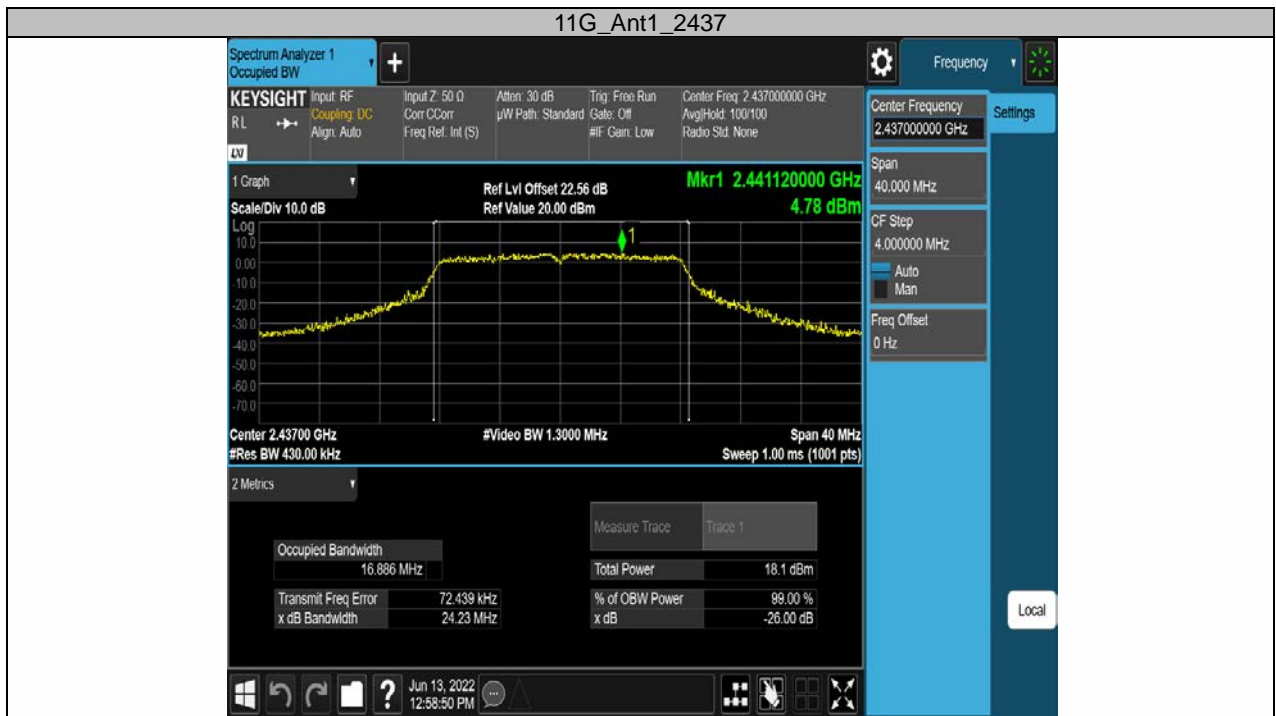 11G_Ant1_2437
Spectrum Analyzer 1
Occupied BW
+
Frequency
KEYSIGHT
RL
LXI
Input: RF
Coupling: DC
Align: Auto
Input Z: 50 Ω
Corr CCorr
Freq Ref: Int (S)
Atten: 30 dB
µW Path: Standard
Trig: Free Run
Gate: Off
#IF Gain: Low
Center Freq: 2.437000000 GHz
Avg|Hold: 100/100
Radio Std: None
Center Frequency
2.437000000 GHz
Settings
Span
40.000 MHz
CF Step
4.000000 MHz
Auto
Man
Freq Offset
0 Hz
Local
1 Graph
Scale/Div 10.0 dB
Ref Lvl Offset 22.56 dB
Ref Value 20.00 dBm
Mkr1 2.441120000 GHz
4.78 dBm
Log
10.0
0.00
-10.0
-20.0
-30.0
-40.0
-50.0
-60.0
-70.0
1
Center 2.43700 GHz
#Res BW 430.00 kHz
#Video BW 1.3000 MHz
Span 40 MHz
Sweep 1.00 ms (1001 pts)
2 Metrics
Measure Trace Trace 1
Occupied Bandwidth
16.886 MHz
Total Power 18.1 dBm
Transmit Freq Error 72.439 kHz
% of OBW Power 99.00 %
x dB Bandwidth 24.23 MHz
x dB -26.00 dB
?
Jun 13, 2022
12:58:50 PM